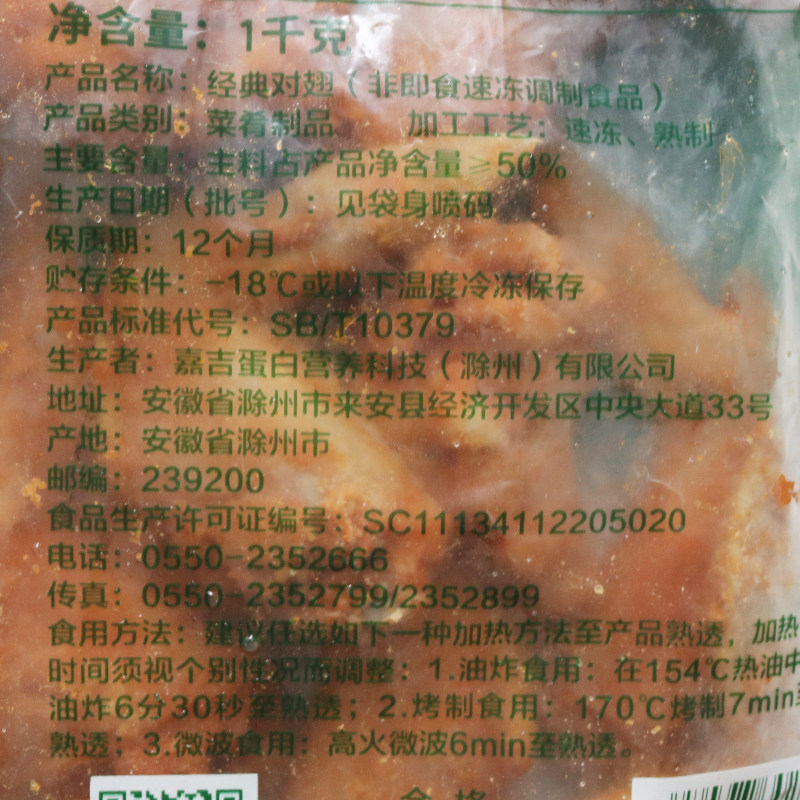 净含量：1千克
产品名称：经典对翅（非即食速冻调制食品）
产品类别：菜肴制品 加工工艺：速冻、熟制
主要含量：主料占产品净含量≥50%
生产日期（批号）：见袋身喷码
保质期：12个月
贮存条件：-18℃或以下温度冷冻保存
产品标准代号：SB/T10379
生产者：嘉吉蛋白营养科技（滁州）有限公司
地址：安徽省滁州市来安县经济开发区中央大道33号
产地：安徽省滁州市
邮编：239200
食品生产许可证编号：SC11134112205020
电话：0550-2352666
传真：0550-2352799/2352899
食用方法：建议任选如下一种加热方法至产品熟透，加热
时间须视个别性况而调整：1.油炸食用：在154℃热油中
油炸6分30秒至熟透；2.烤制食用：170℃烤制7min至
熟透；3.微波食用：高火微波6min至熟透。
合格